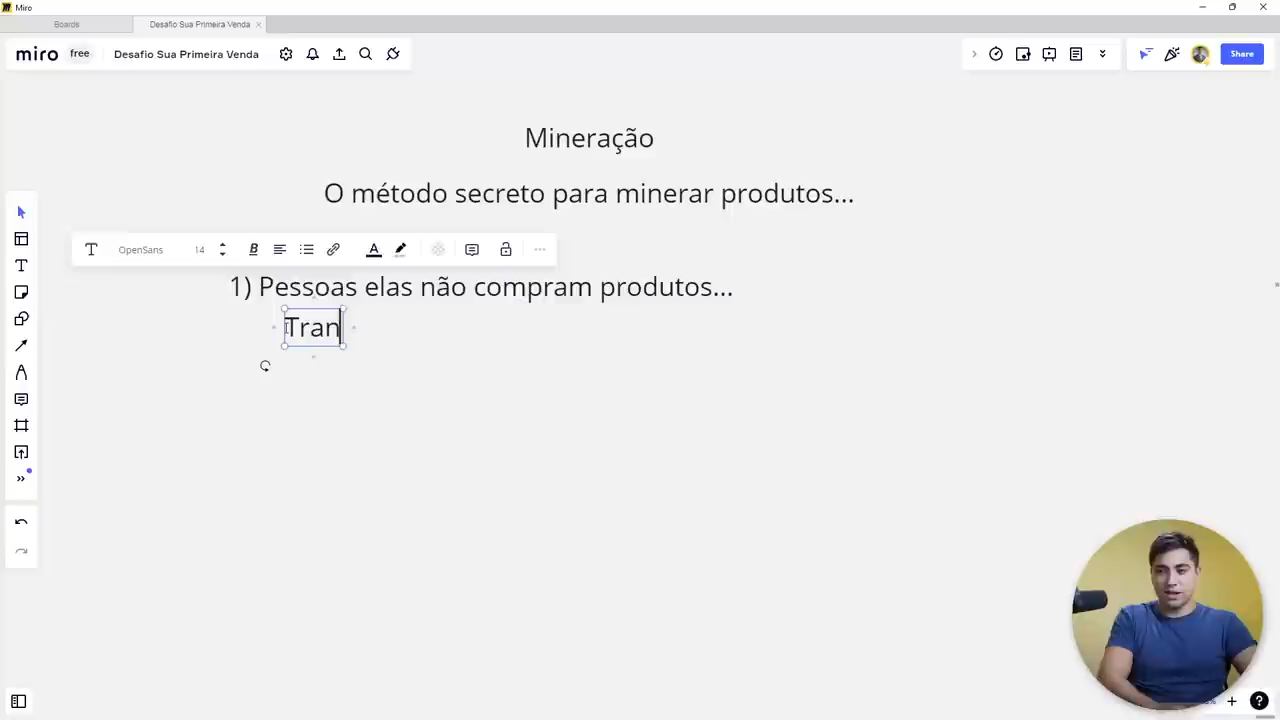 Miro
Boards
Desafio Sua Primeira Venda
miro free Desafio Sua Primeira Venda
Share
Mineração
O método secreto para minerar produtos...
OpenSans 14
1) Pessoas elas não compram produtos...
Tran